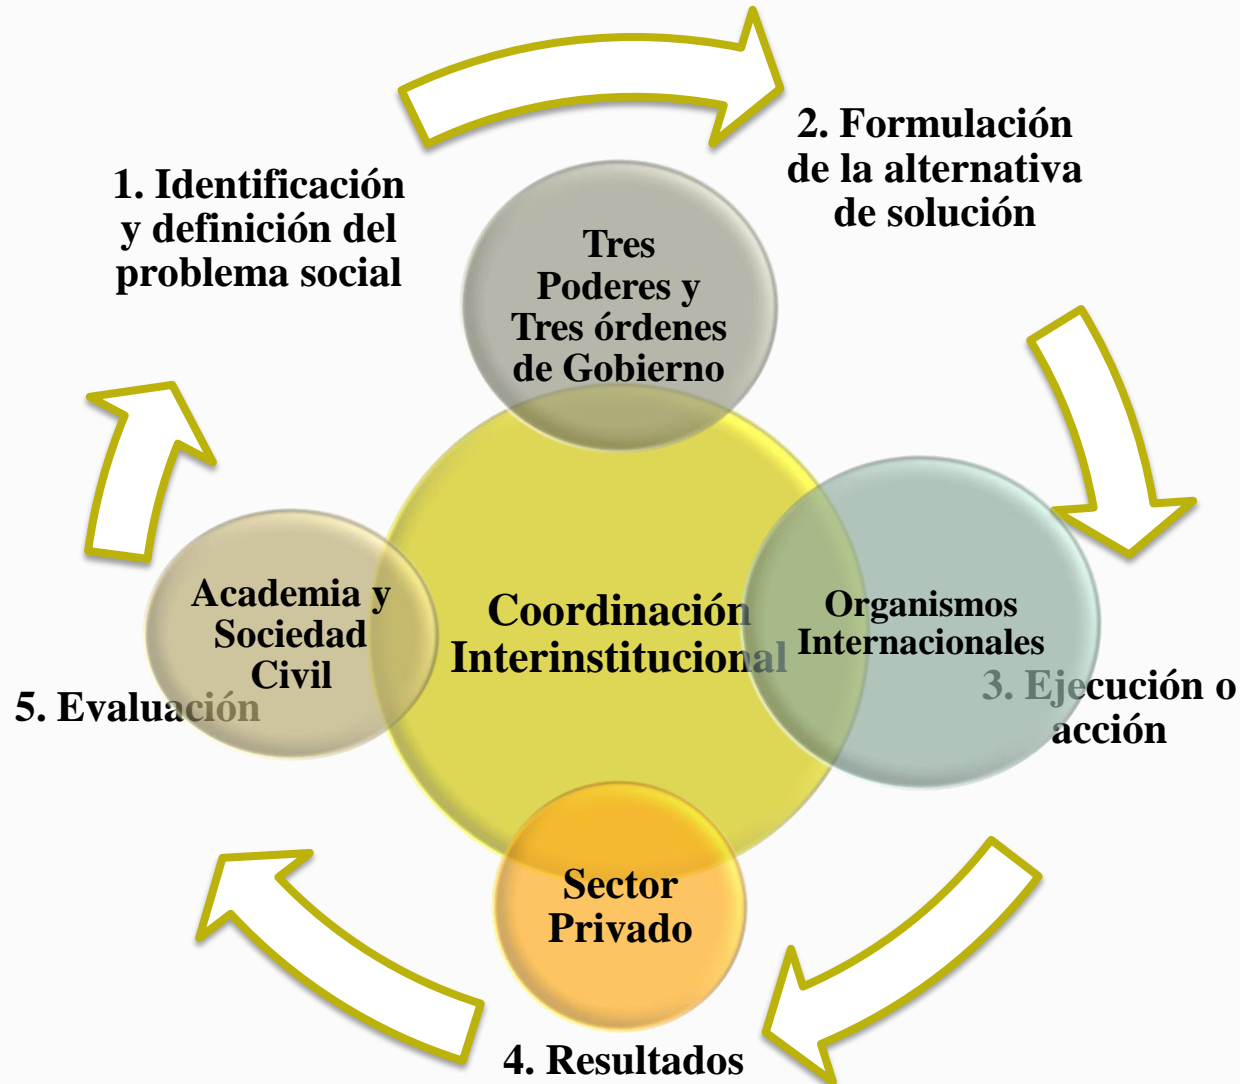 1. Identificación
y definición del
problema social
2. Formulación
de la alternativa
de solución
Tres
Poderes y
Tres órdenes
de Gobierno
Academia y
Sociedad
Civil
Coordinación
Interinstitucional
Organismos
Internacionales
3. Ejecución o
acción
5. Evaluación
Sector
Privado
4. Resultados